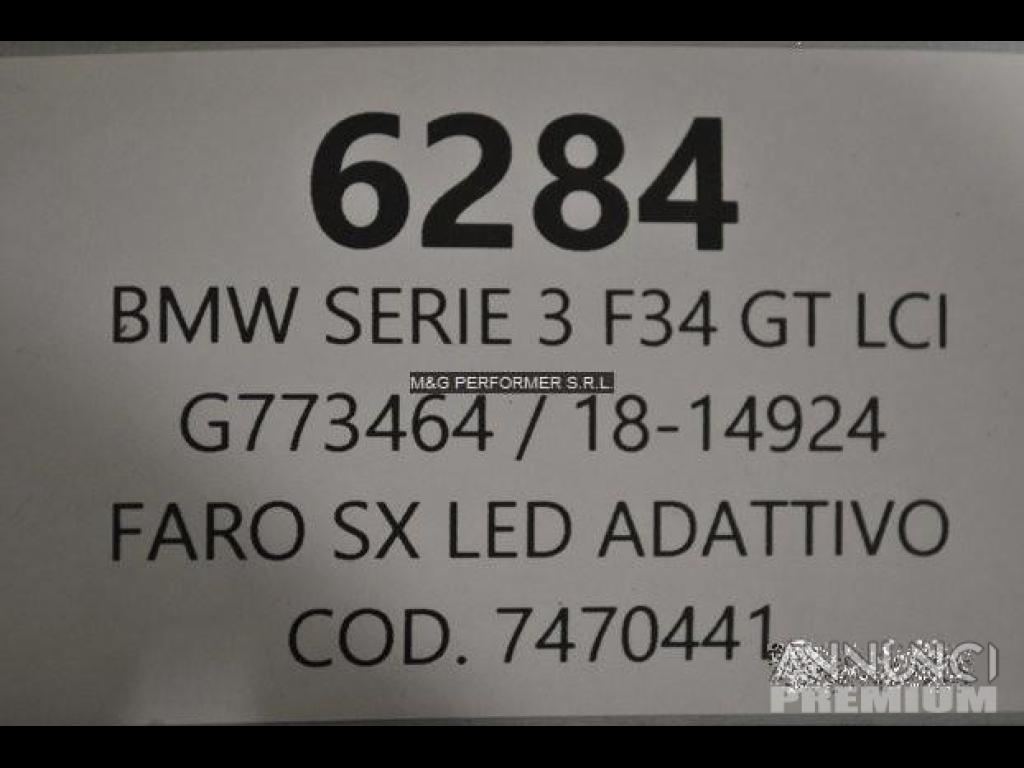 6284
BMW SERIE 3 F34 GT LCI
M&G PERFORMER S.R.L.
G773464 / 18-14924
FARO SX LED ADATTIVO
COD. 7470441
ANNUNCI
PREMIUM